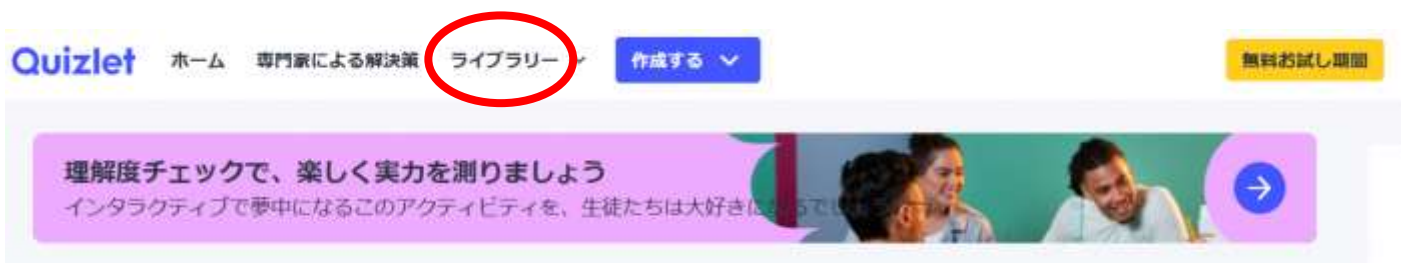 Quizlet ホーム 専門家による解決策 ライブラリー 作成する 無料お試し期間
理解度チェックで、楽しく実力を測りましょう
インタラクティブで夢中になるこのアクティビティを、生徒たちは大好きに